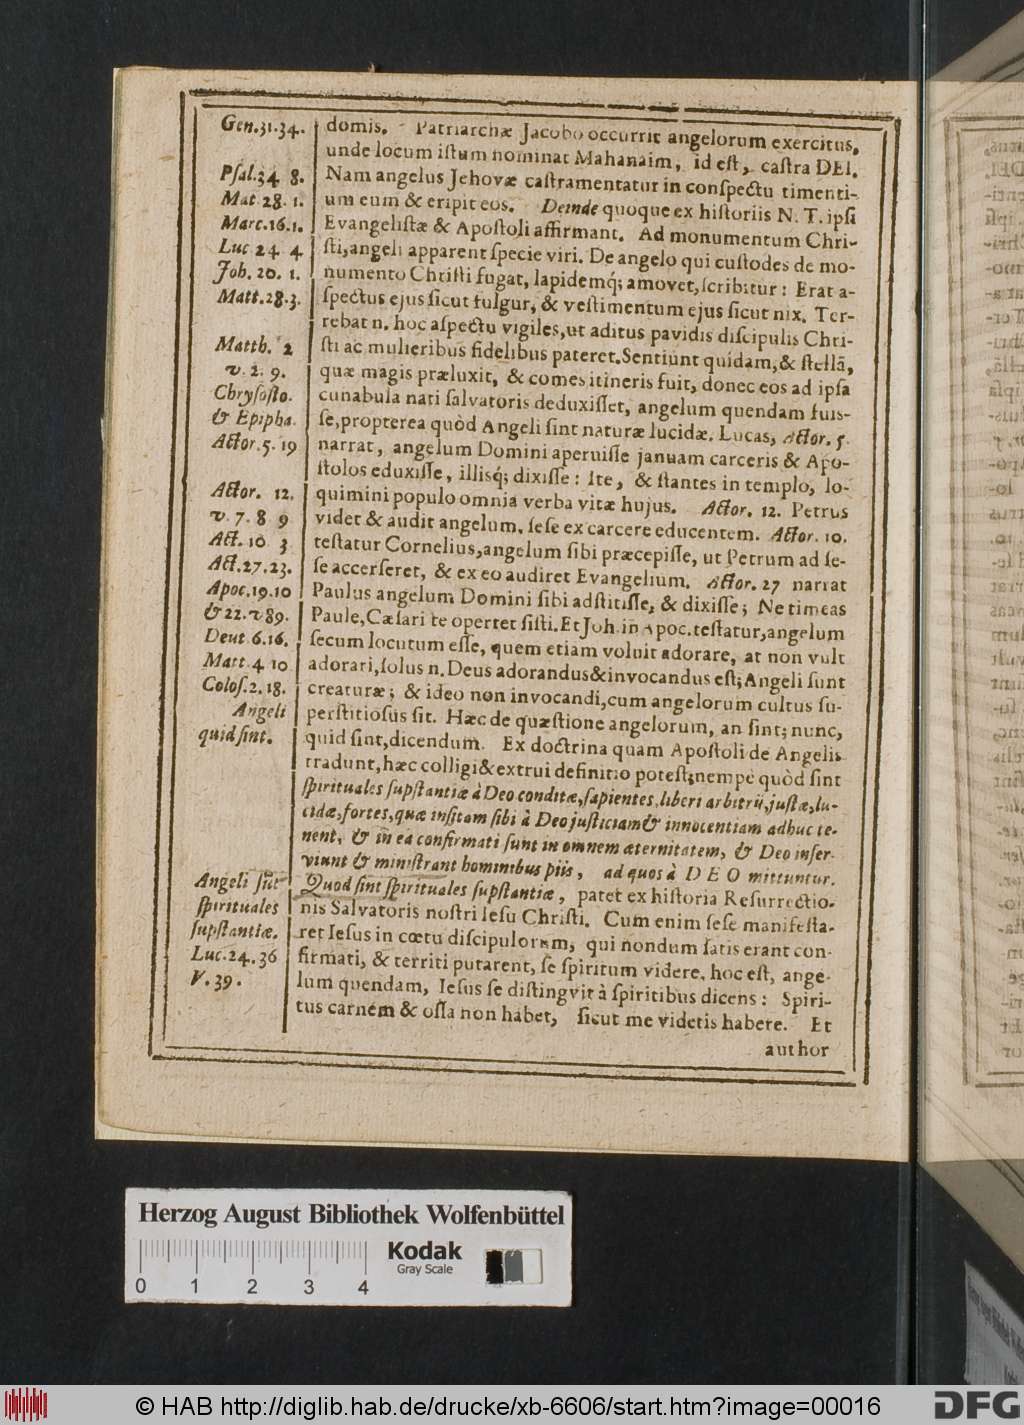 Gen.31.34.
Psal.34 8.
Mat 28. 1.
Marc.16.1.
Luc 24 4
Joh. 20. 1.
Matt.28.3.
Matth. 2
v. 2. 9.
Chrysosto.
& Epipha.
Actor.5.19
Actor. 12.
v. 7. 8 9
Act. 10 3
Act.27.23.
Apoc.19.10
& 22. v 89.
Deut 6.16.
Matt. 4 10
Colos.2. 18.
Angeli
quid sint.
Angeli sūt
spirituales
supstantiæ.
Luc.24.36
V. 39.
domis. Patriarchæ Jacobo occurrit angelorum exercitus,
unde locum istum nominat Mahanaim, id est, castra DEI.
Nam angelus Jehovæ castramentatur in conspectu timenti-
um eum & eripit eos. Deinde quoque ex historiis N. T. ipsi
Evangelistæ & Apostoli affirmant. Ad monumentum Chri-
sti, angeli apparent specie viri. De angelo qui custodes de mo-
numento Christi fugat, lapidemq́; amovet, scribitur: Erat a-
spectus ejus sicut fulgur, & vestimentum ejus sicut nix. Ter-
rebat n. hoc aspectu vigiles, ut aditus pavidis discipulis Chri-
sti ac mulieribus fidelibus pateret. Sentiunt quidam, & stellā,
quæ magis præluxit, & comes itineris fuit, donec eos ad ipsa
cunabula nati salvatoris deduxisset, angelum quendam fuis-
se, propterea quòd Angeli sint naturæ lucidæ. Lucas, Actor. 5.
narrat, angelum Domini aperuisse januam carceris & Apo-
stolos eduxisse, illisq́; dixisse: Ite, & stantes in templo, lo-
quimini populo omnia verba vitæ hujus. Actor. 12. Petrus
videt & audit angelum, sese ex carcere educentem. Actor. 10.
testatur Cornelius, angelum sibi præcepisse, ut Petrum ad se-
se accerseret, & ex eo audiret Evangelium. Actor. 27 narrat
Paulus angelum Domini sibi adstitisse, & dixisse; Ne timeas
Paule, Cæsari te opertet sisti. Et Joh. in Apoc. testatur, angelum
secum locutum esse, quem etiam voluit adorare, at non vult
adorari, solus n. Deus adorandus & invocandus est; Angeli sunt
creaturæ; & ideo non invocandi, cum angelorum cultus su-
perstitiosus sit. Hæc de quæstione angelorum, an sint; nunc,
quid sint, dicendum. Ex doctrina quam Apostoli de Angelis
tradunt, hæc colligi & extrui definitio potest; nempe quòd sint
spirituales supstantiæ à Deo conditæ, sapientes, liberi arbitrii, justæ, lu-
cidæ, fortes, quæ insitam sibi à Deo justiciam & innocentiam adhuc te-
nent, & in ea confirmati sunt in omnem æternitatem, & Deo inser-
viunt & ministrant hominibus piis, ad quos à DEO mittuntur.
Quod sint spirituales supstantiæ, patet ex historia Resurrectio-
nis Salvatoris nostri Iesu Christi. Cum enim sese manifesta-
ret Iesus in cœtu discipulorum, qui nondum satis erant con-
firmati, & territi putarent, se spiritum videre, hoc est, ange-
lum quendam, Iesus se distingvit à spiritibus dicens: Spiri-
tus carnem & ossa non habet, sicut me videtis habere. Et
author
Herzog August Bibliothek Wolfenbüttel
Kodak
Gray Scale
0 1 2 3 4
© HAB http://diglib.hab.de/drucke/xb-6606/start.htm?image=00016
DFG